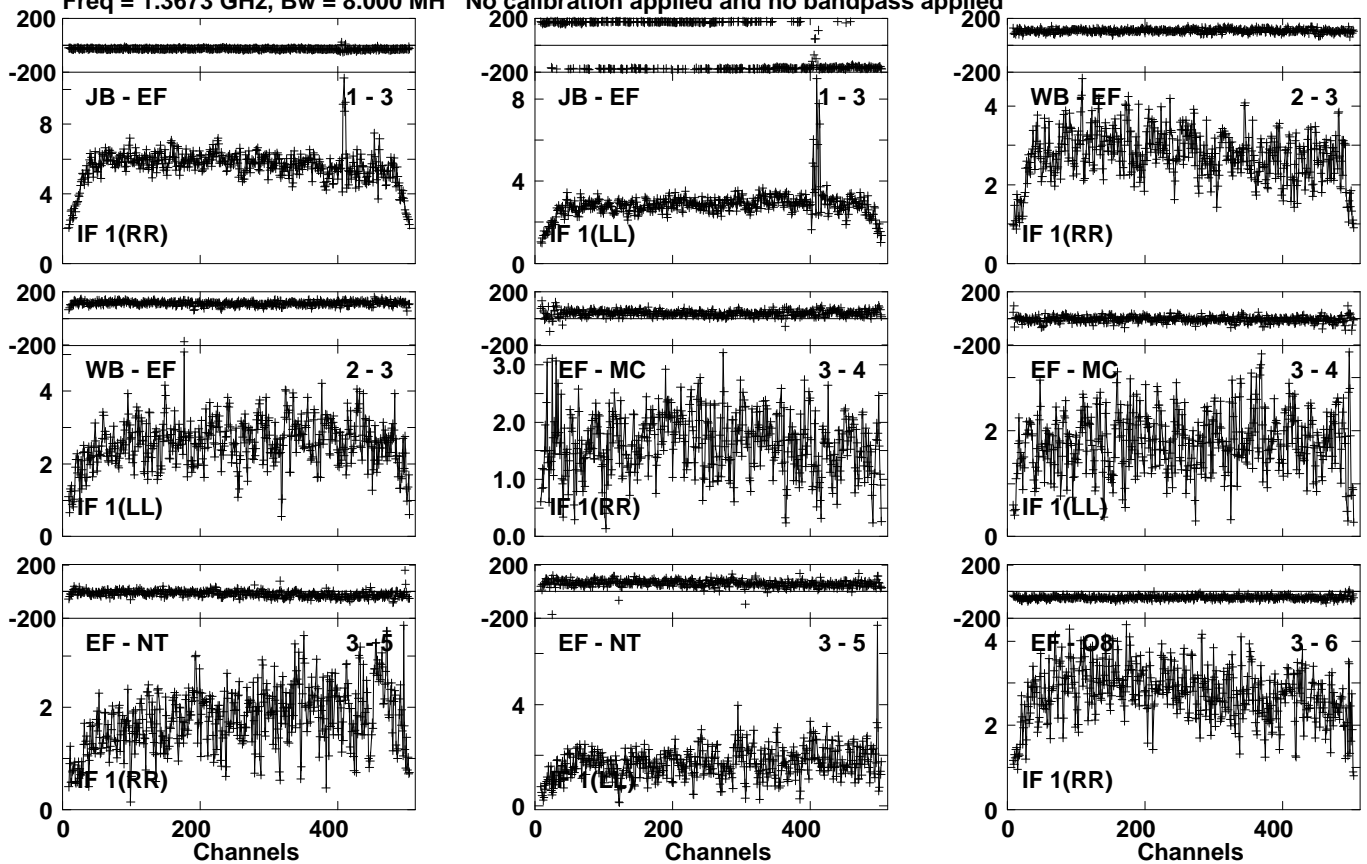 Freq = 1.3673 GHz, Bw = 8.000 MH No calibration applied and no bandpass applied
200
-200
JB - EF 1 - 3
8
4
0
IF 1(RR)
200
-200
JB - EF 1 - 3
8
4
0
IF 1(LL)
200
-200
WB - EF 2 - 3
4
2
0
IF 1(RR)
200
-200
WB - EF 2 - 3
4
2
0
IF 1(LL)
200
-200
EF - MC 3 - 4
3.0
2.0
1.0
0.0
IF 1(RR)
200
-200
EF - MC 3 - 4
2
0
IF 1(LL)
200
-200
EF - NT 3 - 5
2
0
IF 1(RR)
0 200 400
Channels
200
-200
EF - NT 3 - 5
4
0
IF 1(LL)
0 200 400
Channels
200
-200
EF - O8 3 - 6
4
2
0
IF 1(RR)
0 200 400
Channels